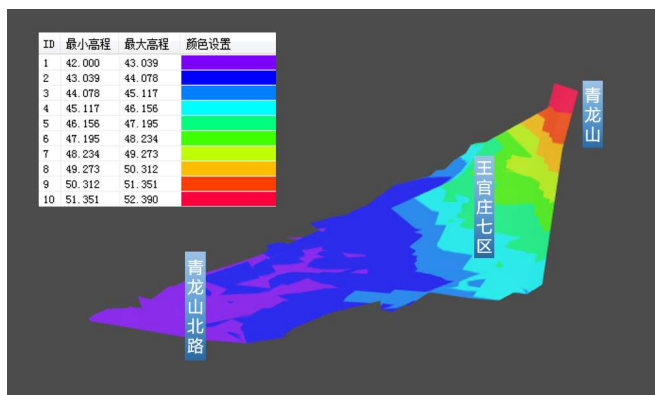 ID 最小高程 最大高程 颜色设置
1 42.000 43.039
2 43.039 44.078
3 44.078 45.117
4 45.117 46.156
5 46.156 47.195
6 47.195 48.234
7 48.234 49.273
8 49.273 50.312
9 50.312 51.351
10 51.351 52.390
青龙山
王官庄七区
青龙山北路